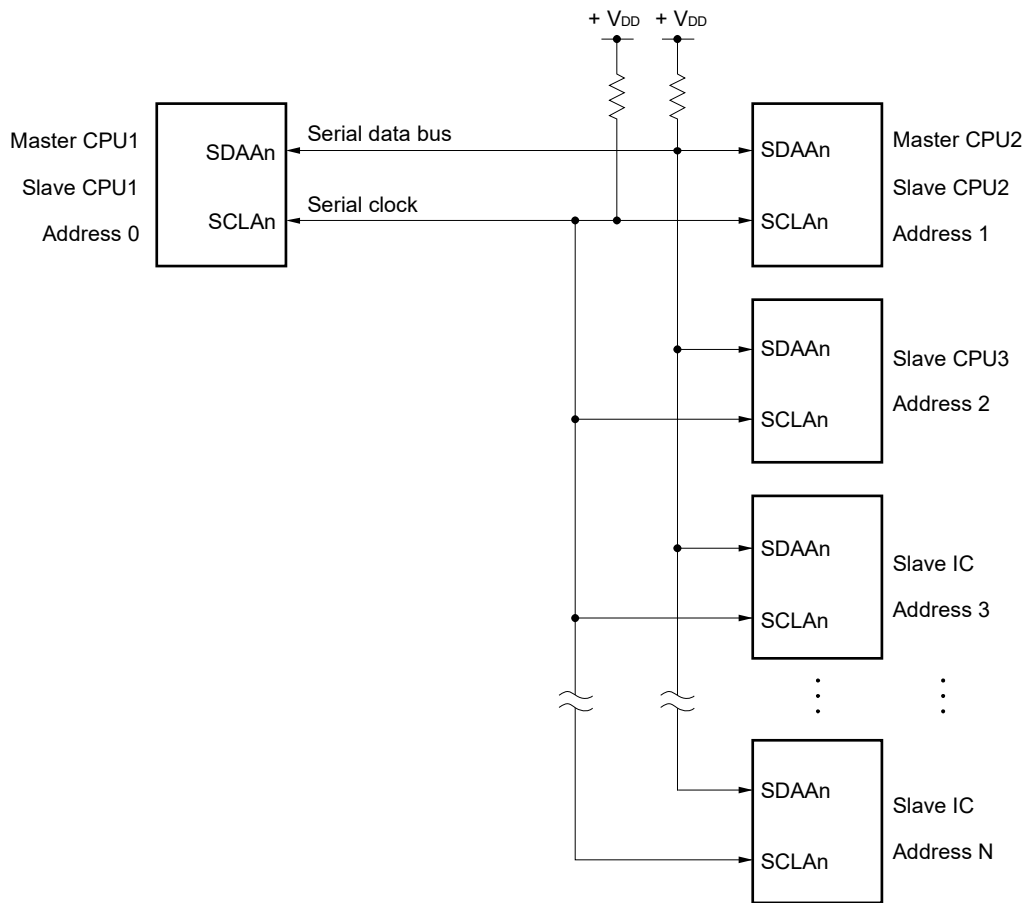 + VDD + VDD
Master CPU1
Slave CPU1
Address 0
SDAAn
SCLAn
Serial data bus
Serial clock
SDAAn
SCLAn
Master CPU2
Slave CPU2
Address 1
SDAAn
SCLAn
Slave CPU3
Address 2
SDAAn
SCLAn
Slave IC
Address 3
SDAAn
SCLAn
Slave IC
Address N